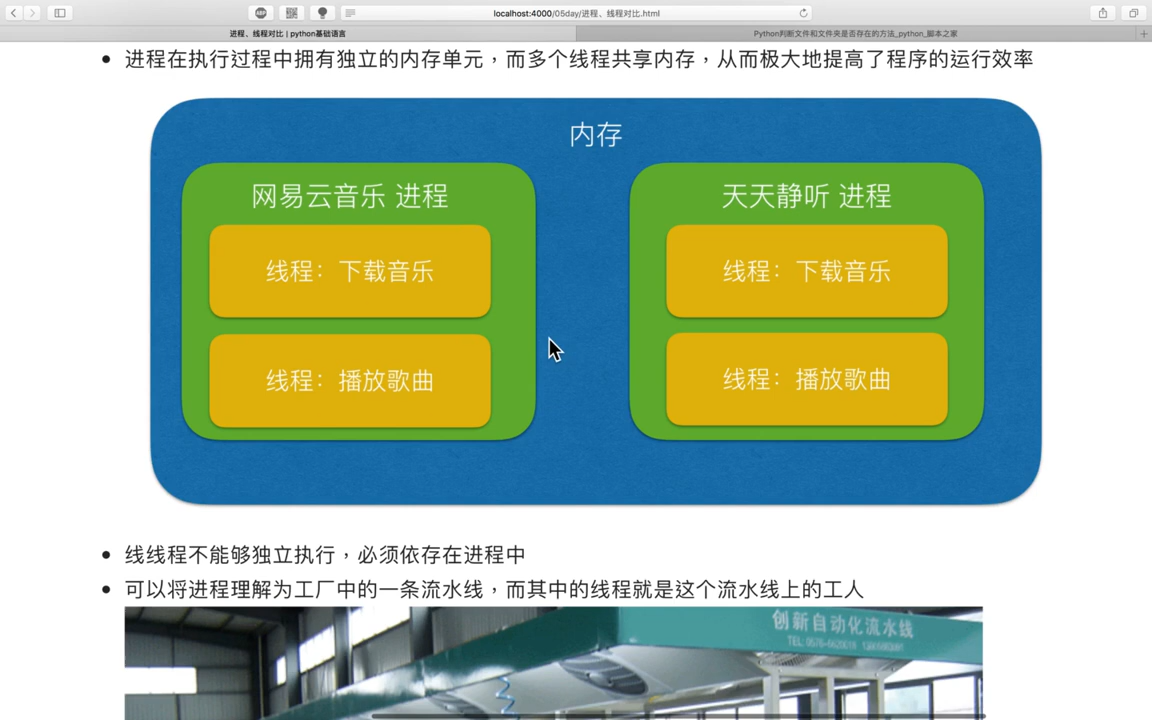 localhost:4000/05day/进程、线程对比.html
进程、线程对比 | python基础语言
Python判断文件和文件夹是否存在的方法_python_脚本之家
进程在执行过程中拥有独立的内存单元，而多个线程共享内存，从而极大地提高了程序的运行效率
内存
网易云音乐 进程
线程：下载音乐
线程：播放歌曲
天天静听 进程
线程：下载音乐
线程：播放歌曲
线线程不能够独立执行，必须依存在进程中
可以将进程理解为工厂中的一条流水线，而其中的线程就是这个流水线上的工人
创新自动化流水线